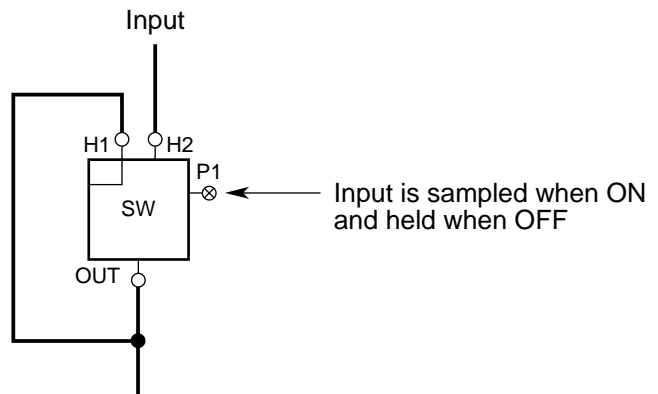 Input
H1
H2
P1
SW
Input is sampled when ON
and held when OFF
OUT